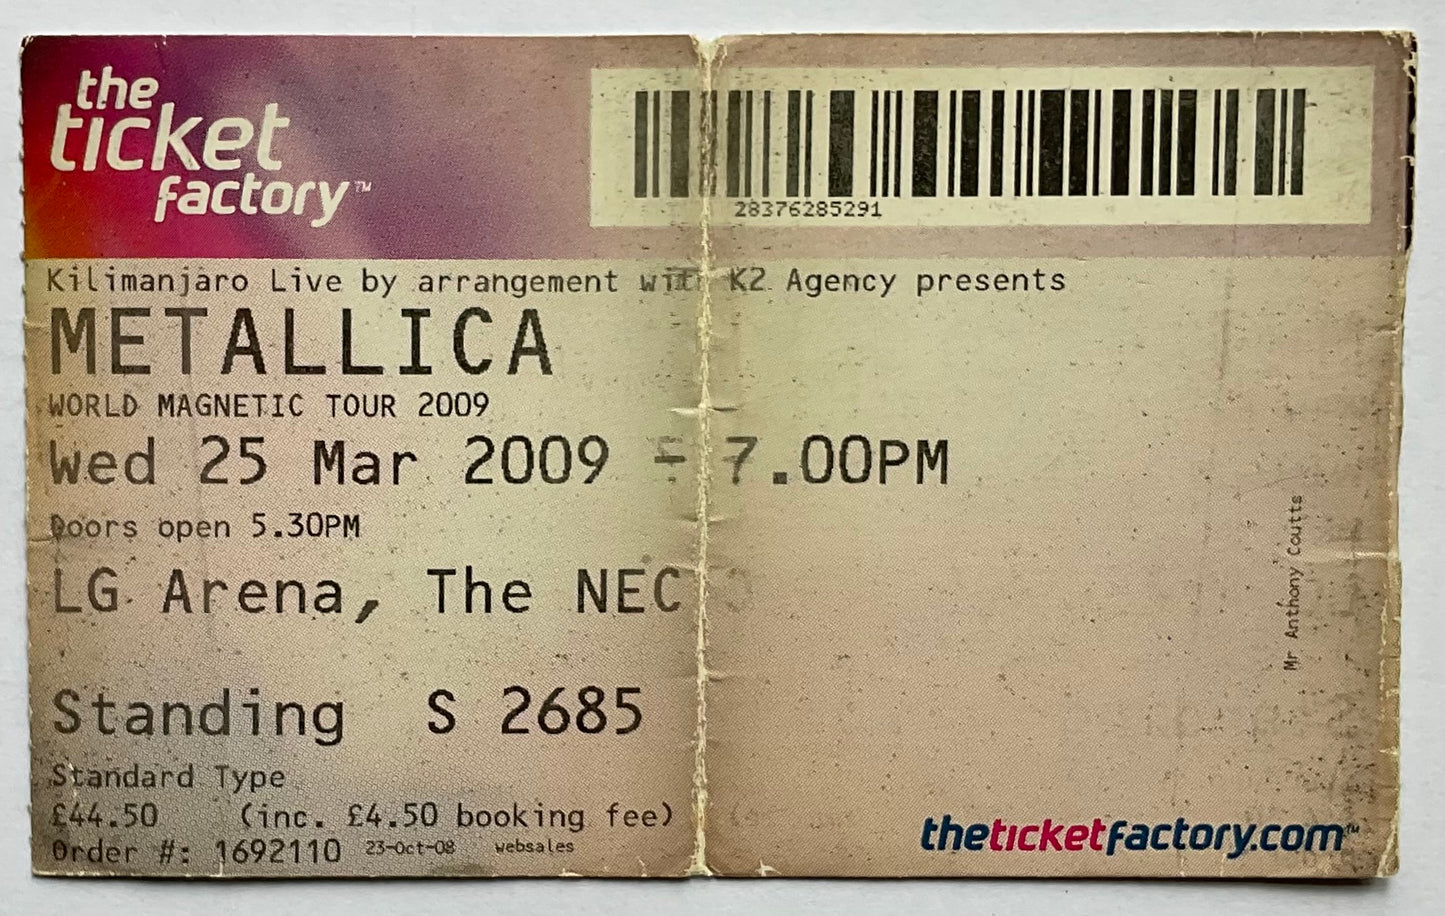 the
ticket
factory™
28376285291
Kilimanjaro Live by arrangement with K2 Agency presents
METALLICA
WORLD MAGNETIC TOUR 2009
Wed 25 Mar 2009 - 7.00PM
Doors open 5.30PM
LG Arena, The NEC
Mr Anthony Coutts
Standing S 2685
Standard Type
£44.50 (inc. £4.50 booking fee)
Order #: 1692110 23-Oct-08 websales
theticketfactory.com™